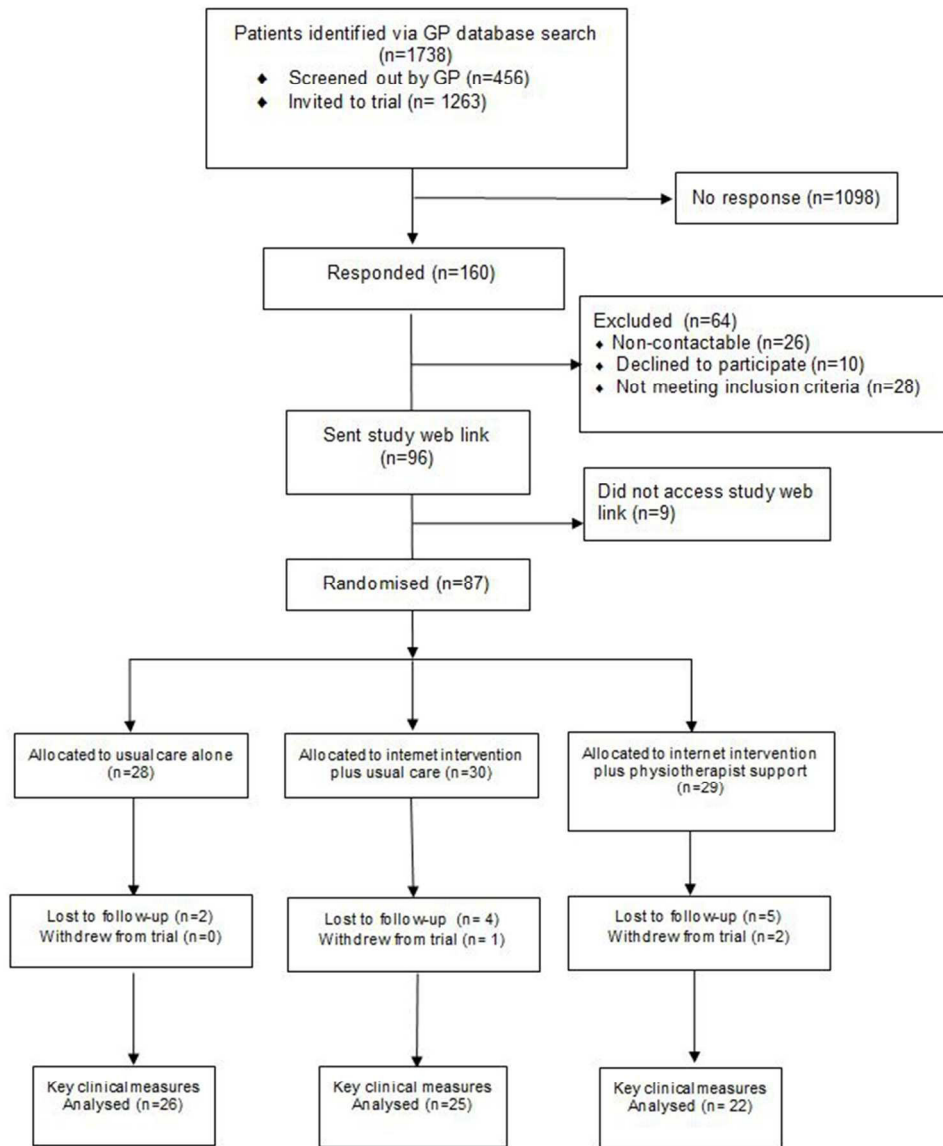 Patients identified via GP database search
(n=1738)
♦ Screened out by GP (n=456)
♦ Invited to trial (n= 1263)
No response (n=1098)
Responded (n=160)
Excluded (n=64)
♦ Non-contactable (n=26)
♦ Declined to participate (n=10)
♦ Not meeting inclusion criteria (n=28)
Sent study web link
(n=96)
Did not access study web
link (n=9)
Randomised (n=87)
Allocated to usual care alone
(n=28)
Allocated to internet intervention
plus usual care (n=30)
Allocated to internet intervention
plus physiotherapist support
(n=29)
Lost to follow-up (n=2)
Withdrew from trial (n=0)
Lost to follow-up (n= 4)
Withdrew from trial (n= 1)
Lost to follow-up (n=5)
Withdrew from trial (n=2)
Key clinical measures
Analysed (n=26)
Key clinical measures
Analysed (n=25)
Key clinical measures
Analysed (n= 22)